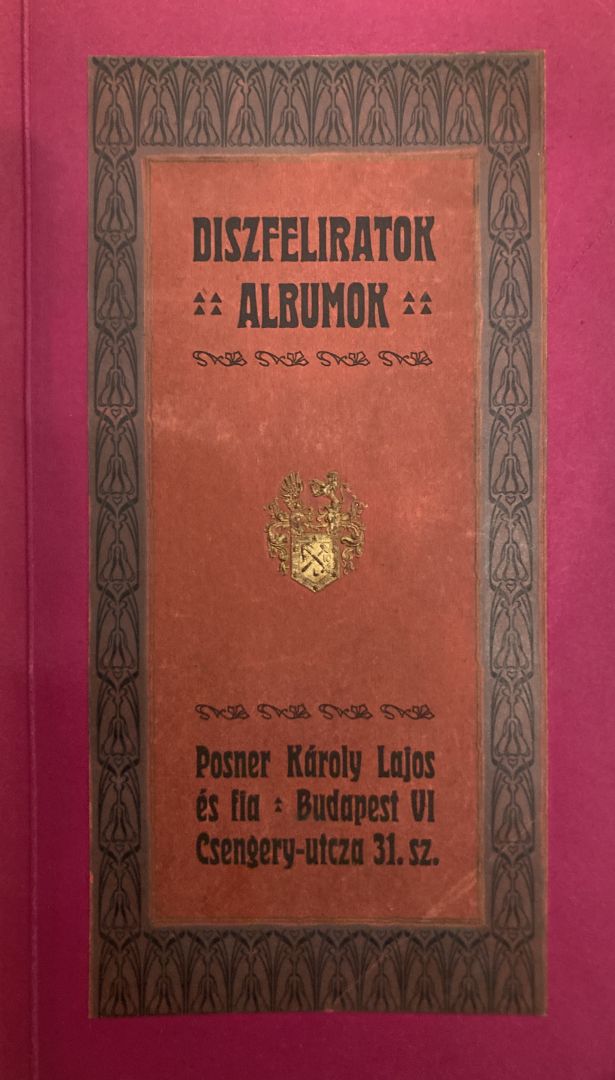 DISZFELIRATOK
ALBUMOK
Posner Károly Lajos
és fia Budapest VI
Csengery-utcza 31. sz.